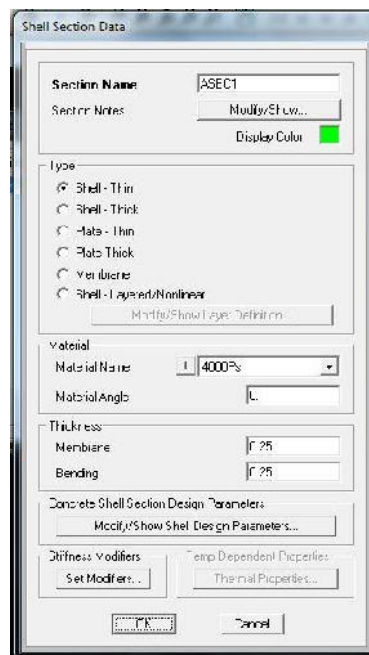 Shell Section Data
Section Name ASEC1
Section Notes Modify/Show...
Display Color
Type
Shell - Thin
Shell - Thick
Plate - Thin
Plate Thick
Membrane
Shell - Layered/Nonlinear
Modify/Show Layer Definition
Material
Material Name + 4000Psi
Material Angle 0.
Thickness
Membrane 0.25
Bending 0.25
Concrete Shell Section Design Parameters
Modify/Show Shell Design Parameters...
Stiffness Modifiers
Set Modifiers...
Temp Dependent Properties
Thermal Properties...
OK
Cancel